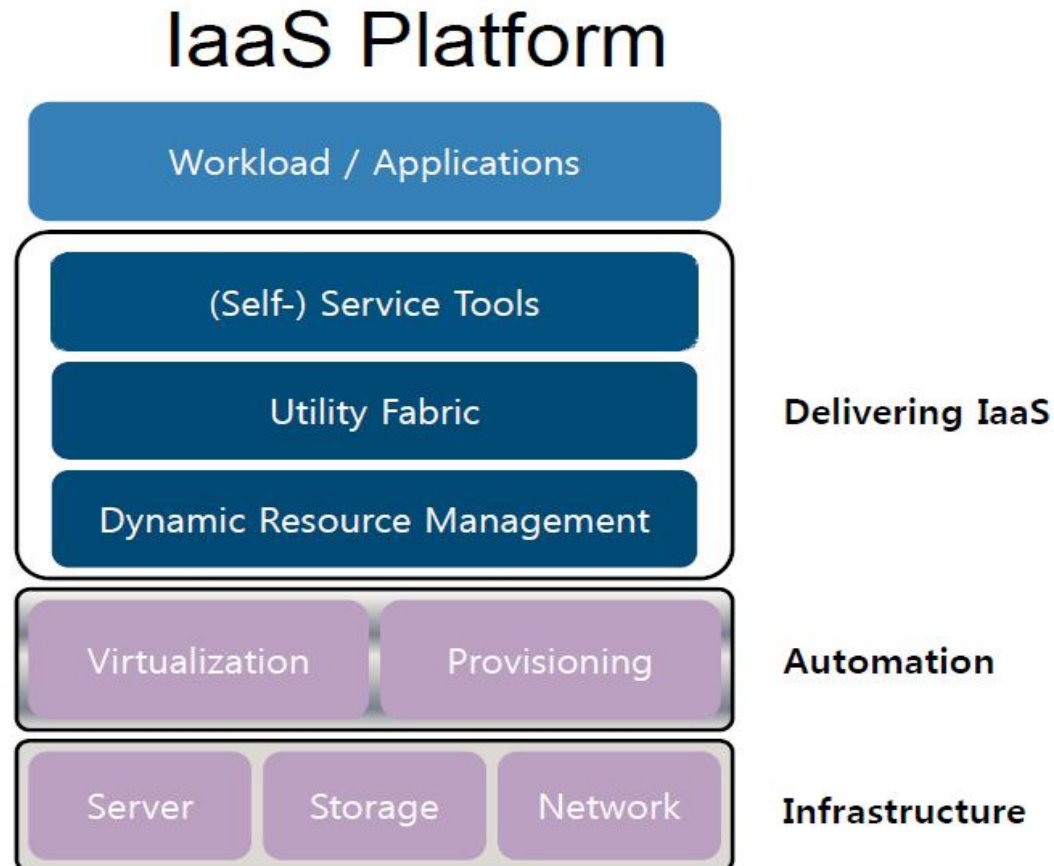 IaaS Platform
Workload / Applications
(Self-) Service Tools
Utility Fabric
Delivering IaaS
Dynamic Resource Management
Virtualization
Provisioning
Automation
Server
Storage
Network
Infrastructure